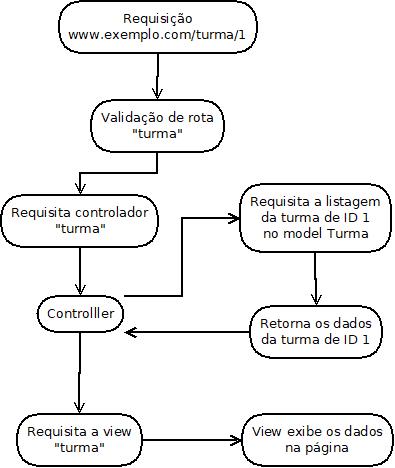 Requisição
www.exemplo.com/turma/1
Validação de rota
"turma"
Requisita controlador
"turma"
Requisita a listagem
da turma de ID 1
no model Turma
Controlller
Retorna os dados
da turma de ID 1
Requisita a view
"turma"
View exibe os dados
na página